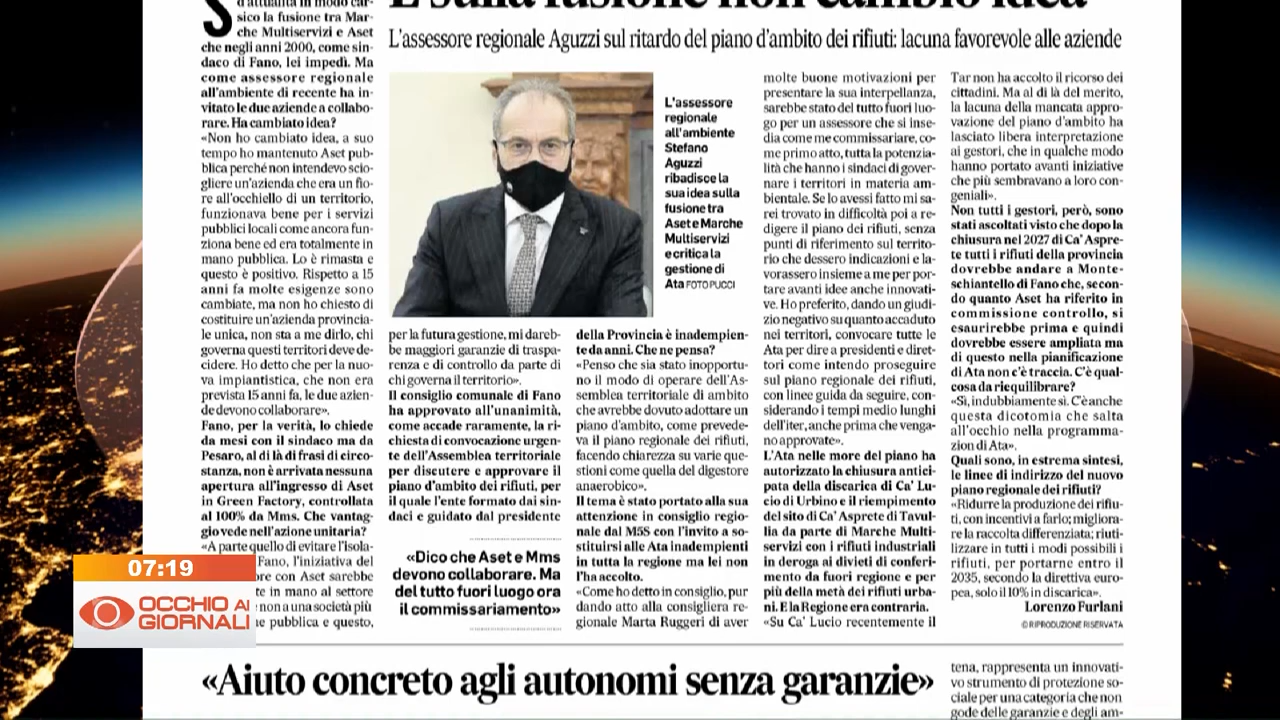 E sulla fusione non cambio idea
L'assessore regionale Aguzzi sul ritardo del piano d'ambito dei rifiuti: lacuna favorevole alle aziende
S
d'attualità in modo car-
sico la fusione tra Mar-
che Multiservizi e Aset
che negli anni 2000, come sin-
daco di Fano, lei impedì. Ma
come assessore regionale
all'ambiente di recente ha in-
vitato le due aziende a collabo-
rare. Ha cambiato idea?
«Non ho cambiato idea, a suo
tempo ho mantenuto Aset pub-
blica perché non intendevo scio-
gliere un'azienda che era un fio-
re all'occhiello di un territorio,
funzionava bene per i servizi
pubblici locali come ancora fun-
ziona bene ed era totalmente in
mano pubblica. Lo è rimasta e
questo è positivo. Rispetto a 15
anni fa molte esigenze sono
cambiate, ma non ho chiesto di
costituire un'azienda provincia-
le unica, non sta a me dirlo, chi
governa questi territori deve de-
cidere. Ho detto che per la nuo-
va impiantistica, che non era
prevista 15 anni fa, le due azien-
de devono collaborare».
Fano, per la verità, lo chiede
da mesi con il sindaco ma da
Pesaro, al di là di frasi di circo-
stanza, non è arrivata nessuna
apertura all'ingresso di Aset
in Green Factory, controllata
al 100% da Mms. Che vantag-
gio vede nell'azione unitaria?
«A parte quello di evitare l'isola-
Fano, l'iniziativa del
ore con Aset sarebbe
te in mano al settore
e non a una società più
he pubblica e questo,
L'assessore
regionale
all'ambiente
Stefano
Aguzzi
ribadisce la
sua idea sulla
fusione tra
Aset e Marche
Multiservizi
e critica la
gestione di
Ata FOTO PUCCI
per la futura gestione, mi dareb-
be maggiori garanzie di traspa-
renza e di controllo da parte di
chi governa il territorio».
Il consiglio comunale di Fano
ha approvato all'unanimità,
come accade raramente, la ri-
chiesta di convocazione urgen-
te dell'Assemblea territoriale
per discutere e approvare il
piano d'ambito dei rifiuti, per
il quale l'ente formato dai sin-
daci e guidato dal presidente
«Dico che Aset e Mms
devono collaborare. Ma
del tutto fuori luogo ora
il commissariamento»
della Provincia è inadempien-
te da anni. Che ne pensa?
«Penso che sia stato inopportu-
no il modo di operare dell'As-
semblea territoriale di ambito
che avrebbe dovuto adottare un
piano d'ambito, come prevede-
va il piano regionale dei rifiuti,
facendo chiarezza su varie que-
stioni come quella del digestore
anaerobico».
Il tema è stato portato alla sua
attenzione in consiglio regio-
nale dal M5S con l'invito a so-
stituirsi alle Ata inadempienti
in tutta la regione ma lei non
l'ha accolto.
«Come ho detto in consiglio, pur
dando atto alla consigliera re-
gionale Marta Ruggeri di aver
molte buone motivazioni per
presentare la sua interpellanza,
sarebbe stato del tutto fuori luo-
go per un assessore che si inse-
dia come me commissariare, co-
me primo atto, tutta la potenzia-
lità che hanno i sindaci di gover-
nare i territori in materia am-
bientale. Se lo avessi fatto mi sa-
rei trovato in difficoltà poi a re-
digere il piano dei rifiuti, senza
punti di riferimento sul territo-
rio che dessero indicazioni e la-
vorassero insieme a me per por-
tare avanti idee anche innovati-
ve. Ho preferito, dando un giudi-
zio negativo su quanto accaduto
nei territori, convocare tutte le
Ata per dire a presidenti e diret-
tori come intendo proseguire
sul piano regionale dei rifiuti,
con linee guida da seguire, con-
siderando i tempi medio lunghi
dell'iter, anche prima che venga-
no approvate».
L'Ata nelle more del piano ha
autorizzato la chiusura antici-
pata della discarica di Ca' Lu-
cio di Urbino e il riempimento
del sito di Ca' Asprete di Tavul-
lia da parte di Marche Multi-
servizi con i rifiuti industriali
in deroga ai divieti di conferi-
mento da fuori regione e per
più della metà dei rifiuti urba-
ni. E la Regione era contraria.
«Su Ca' Lucio recentemente il
Tar non ha accolto il ricorso dei
cittadini. Ma al di là del merito,
la lacuna della mancata appro-
vazione del piano d'ambito ha
lasciato libera interpretazione
ai gestori, che in qualche modo
hanno portato avanti iniziative
che più sembravano a loro con-
geniali».
Non tutti i gestori, però, sono
stati ascoltati visto che dopo la
chiusura nel 2027 di Ca' Aspre-
te tutti i rifiuti della provincia
dovrebbe andare a Monte-
schiantello di Fano che, secon-
do quanto Aset ha riferito in
commissione controllo, si
esaurirebbe prima e quindi
dovrebbe essere ampliata ma
di questo nella pianificazione
di Ata non c'è traccia. C'è qual-
cosa da riequilibrare?
«Sì, indubbiamente sì. C'è anche
questa dicotomia che salta
all'occhio nella programma-
zion di Ata».
Quali sono, in estrema sintesi,
le linee di indirizzo del nuovo
piano regionale dei rifiuti?
«Ridurre la produzione dei rifiu-
ti, con incentivi a farlo; migliora-
re la raccolta differenziata; riuti-
lizzare in tutti i modi possibili i
rifiuti, per portarne entro il
2035, secondo la direttiva euro-
pea, solo il 10% in discarica».
Lorenzo Furlani
© RIPRODUZIONE RISERVATA
07:19
OCCHIO AI
GIORNALI
«Aiuto concreto agli autonomi senza garanzie»
tena, rappresenta un innovati-
vo strumento di protezione so-
ciale per una categoria che non
gode delle garanzie e degli am-